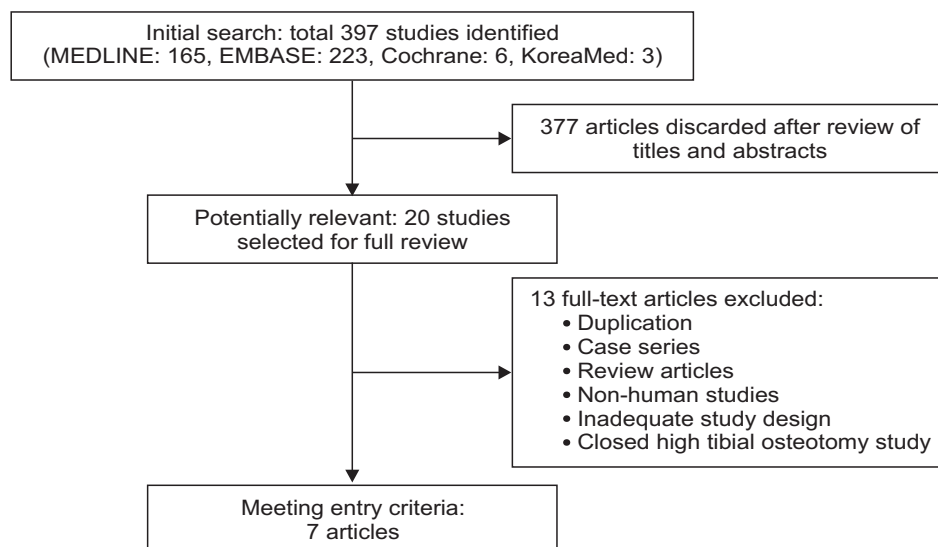 Initial search: total 397 studies identified
(MEDLINE: 165, EMBASE: 223, Cochrane: 6, KoreaMed: 3)
377 articles discarded after review of
titles and abstracts
Potentially relevant: 20 studies
selected for full review
13 full-text articles excluded:
• Duplication
• Case series
• Review articles
• Non-human studies
• Inadequate study design
• Closed high tibial osteotomy study
Meeting entry criteria:
7 articles